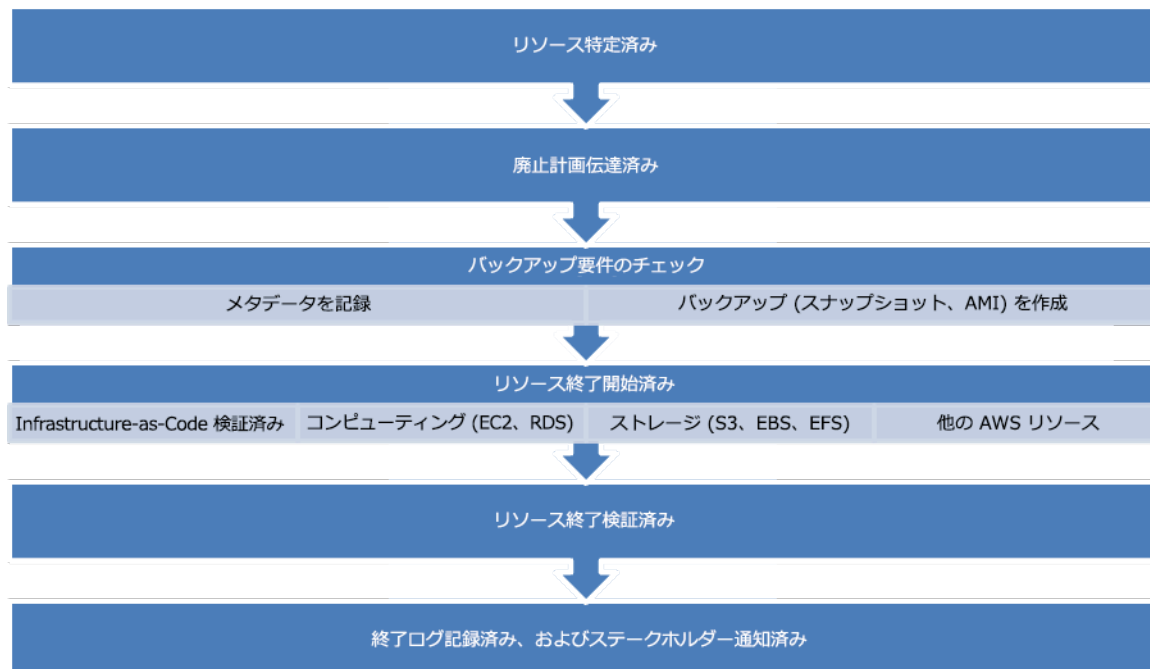 リソース特定済み
廃止計画伝達済み
バックアップ要件のチェック
メタデータを記録
バックアップ (スナップショット、AMI) を作成
リソース終了開始済み
Infrastructure-as-Code 検証済み
コンピューティング (EC2、RDS)
ストレージ (S3、EBS、EFS)
他の AWS リソース
リソース終了検証済み
終了ログ記録済み、およびステークホルダー通知済み